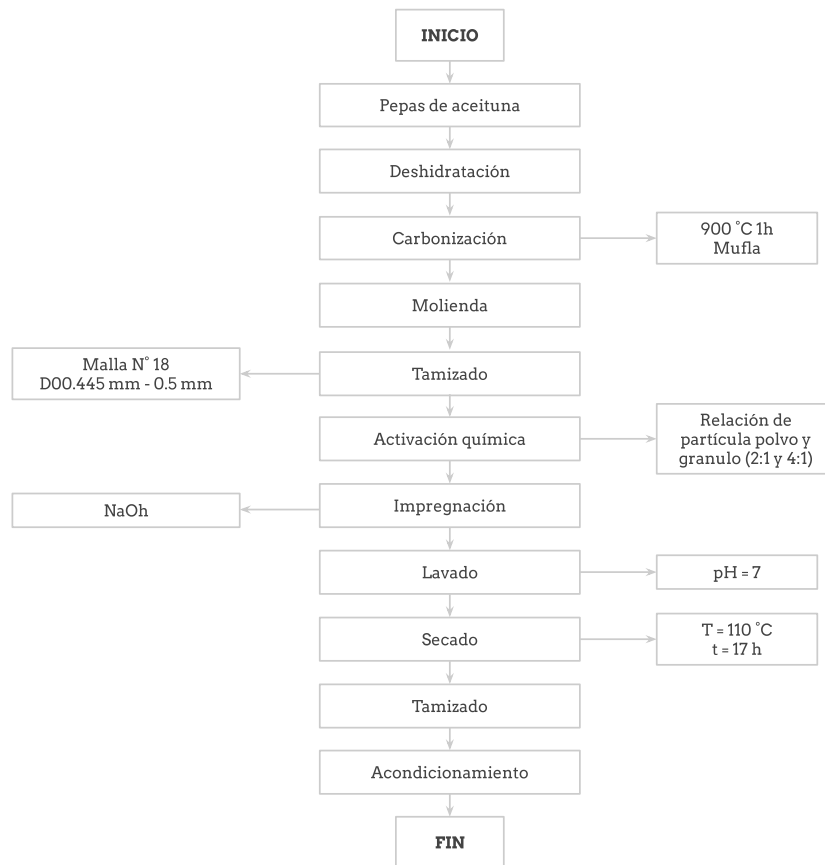 INICIO
Pepas de aceituna
Deshidratación
Carbonización
900 °C 1h
Mufla
Molienda
Malla N° 18
D00.445 mm - 0.5 mm
Tamizado
Activación química
Relación de
partícula polvo y
granulo (2:1 y 4:1)
Impregnación
NaOh
Lavado
pH = 7
Secado
T = 110 °C
t = 17 h
Tamizado
Acondicionamiento
FIN